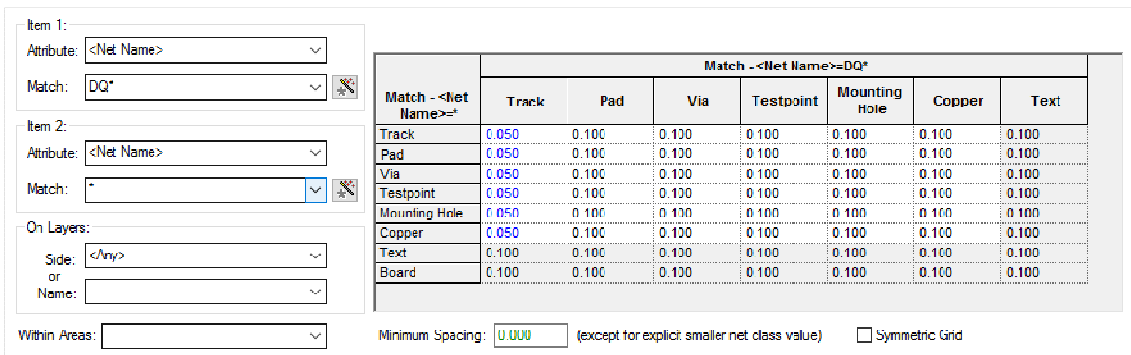 Item 1:
Attribute: <Net Name>
Match: DQ*
Item 2:
Attribute: <Net Name>
Match: *
On Layers:
Side: <Any>
or
Name:
Within Areas:
Match - <Net Name>=DQ*
Match - <Net Name>=* Track Pad Via Testpoint Mounting Hole Copper Text
Track 0.050 0.100 0.100 0.100 0.100 0.100 0.100
Pad 0.050 0.100 0.100 0.100 0.100 0.100 0.100
Via 0.050 0.100 0.100 0.100 0.100 0.100 0.100
Testpoint 0.050 0.100 0.100 0.100 0.100 0.100 0.100
Mounting Hole 0.050 0.100 0.100 0.100 0.100 0.100 0.100
Copper 0.050 0.100 0.100 0.100 0.100 0.100 0.100
Text 0.100 0.100 0.100 0.100 0.100 0.100 0.100
Board 0.100 0.100 0.100 0.100 0.100 0.100 0.100
Minimum Spacing: 0.000 (except for explicit smaller net class value) Symmetric Grid